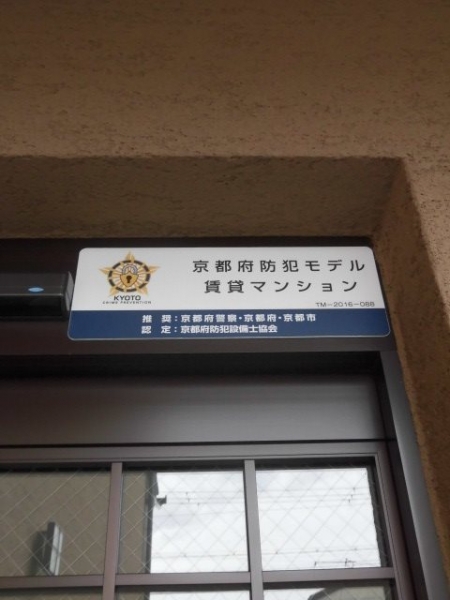 京都府防犯モデル
賃貸マンション
KYOTO
CRIME PREVENTION
TM-2016-088
推奨:京都府警察・京都府・京都市
認定:京都府防犯設備士協会